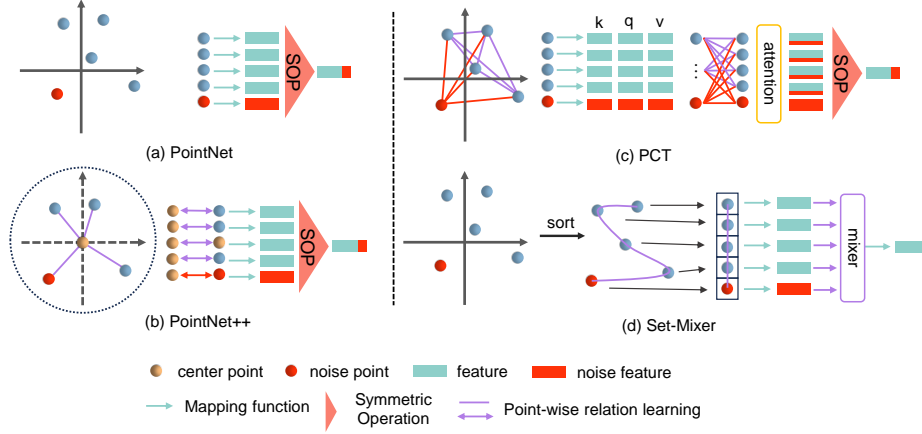 SOP
(a) PointNet
k q v
...
attention
SOP
(c) PCT
SOP
(b) PointNet++
sort
mixer
(d) Set-Mixer
center point
noise point
feature
noise feature
Mapping function
Symmetric
Operation
Point-wise relation learning